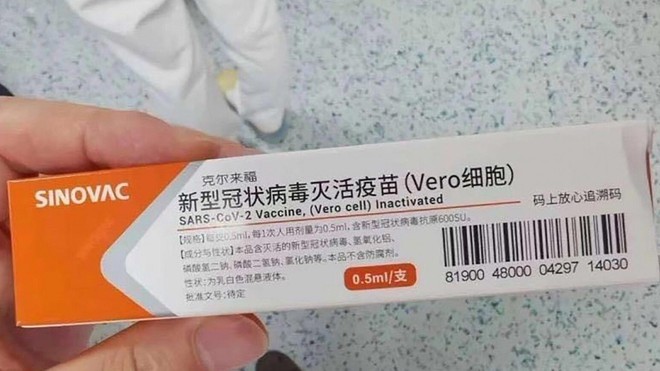 SINOVAC
克尔来福
新型冠状病毒灭活疫苗(Vero细胞)
SARS-CoV-2 Vaccine, (Vero cell) Inactivated
【规格】每支0.5ml，每1次人用剂量为0.5ml，含新型冠状病毒抗原600SU。
【成分与性状】本品含灭活的新型冠状病毒、氢氧化铝、
磷酸氢二钠、磷酸二氢钠、氯化钠等。本品不含防腐剂。
性状：为乳白色混悬液体。
批准文号：待定
0.5ml/支
码上放心追溯码
81900 48000 04297 14030